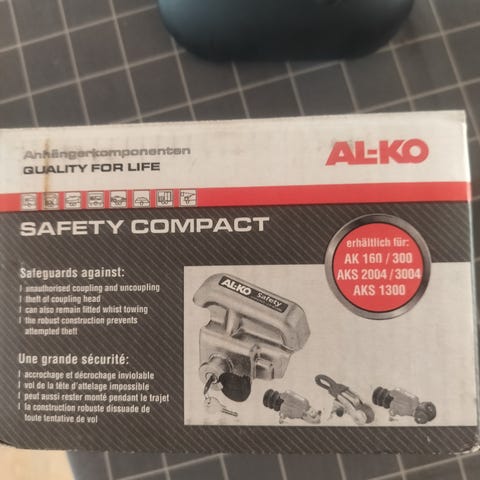 Anhängerkomponenten
QUALITY FOR LIFE
AL-KO
SAFETY COMPACT
erhältlich für:
AK 160 / 300
AKS 2004 / 3004
AKS 1300
Safeguards against:
unauthorised coupling and uncoupling
theft of coupling head
can also remain fitted whist towing
the robust construction prevents
attempted theft
AL-KO Safety
Une grande sécurité:
accrochage et décrochage inviolable
vol de la tête d'attelage impossible
peut aussi rester monté pendant le trajet
la construction robuste dissuade de
toute tentative de vol